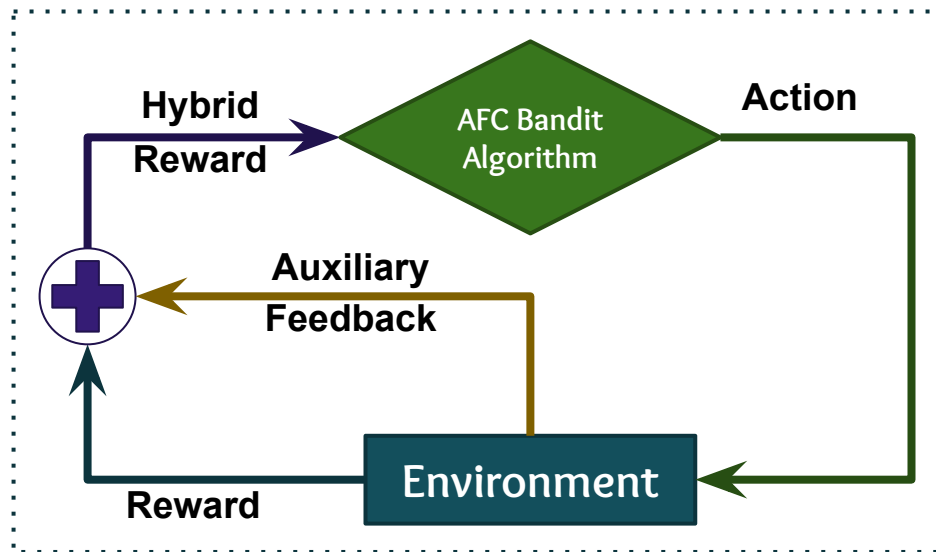 Hybrid
Reward
AFC Bandit
Algorithm
Action
Auxiliary
Feedback
Environment
Reward